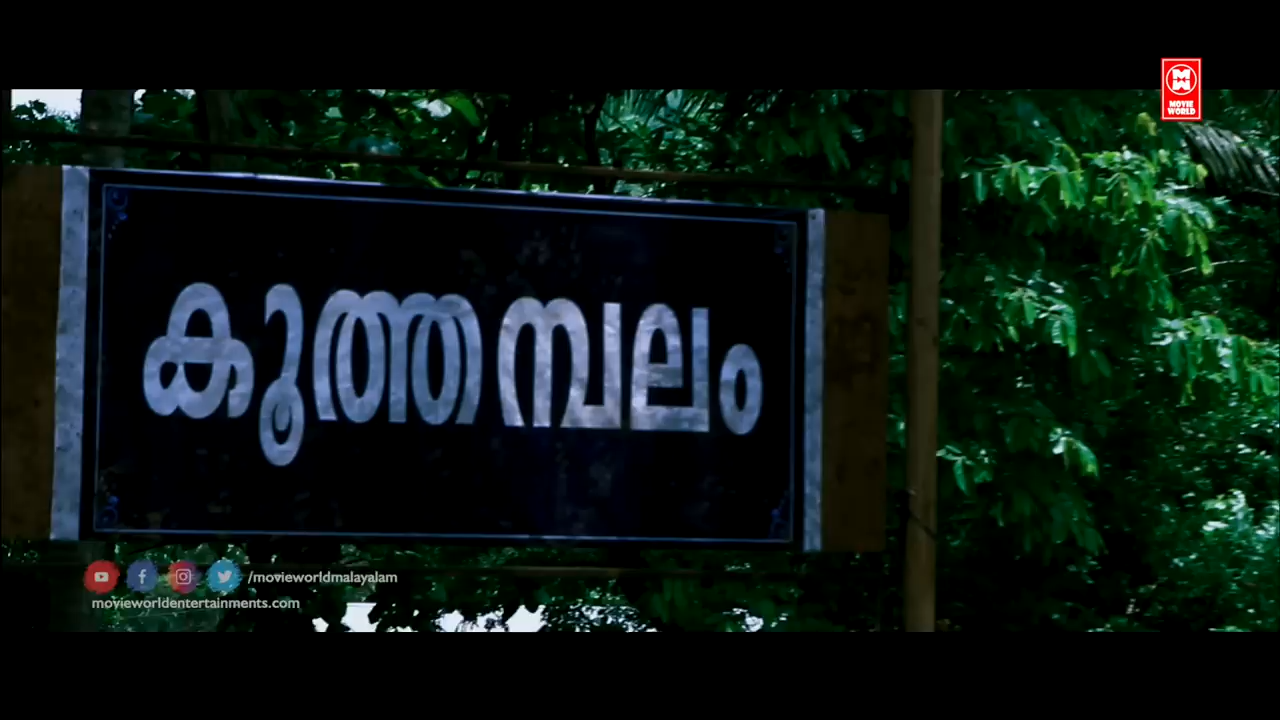 കൂത്തമ്പലം
MOVIE
WORLD
/movieworldmalayalam
movieworldentertainments.com